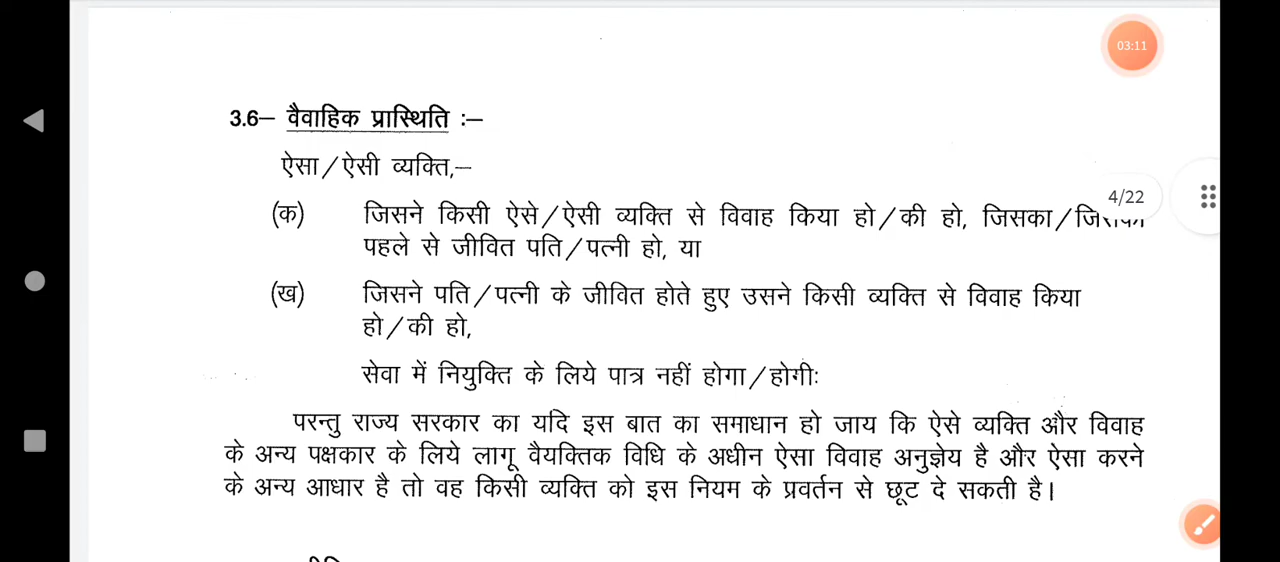 03:11
3.6– वैवाहिक प्रास्थिति :–
ऐसा/ऐसी व्यक्ति,–
4/22
(क) जिसने किसी ऐसे/ऐसी व्यक्ति से विवाह किया हो/की हो, जिसका/जिसकी
पहले से जीवित पति/पत्नी हो, या
(ख) जिसने पति/पत्नी के जीवित होते हुए उसने किसी व्यक्ति से विवाह किया
हो/की हो,
सेवा में नियुक्ति के लिये पात्र नहीं होगा/होगीः
परन्तु राज्य सरकार का यदि इस बात का समाधान हो जाय कि ऐसे व्यक्ति और विवाह
के अन्य पक्षकार के लिये लागू वैयक्तिक विधि के अधीन ऐसा विवाह अनुज्ञेय है और ऐसा करने
के अन्य आधार है तो वह किसी व्यक्ति को इस नियम के प्रवर्तन से छूट दे सकती है।